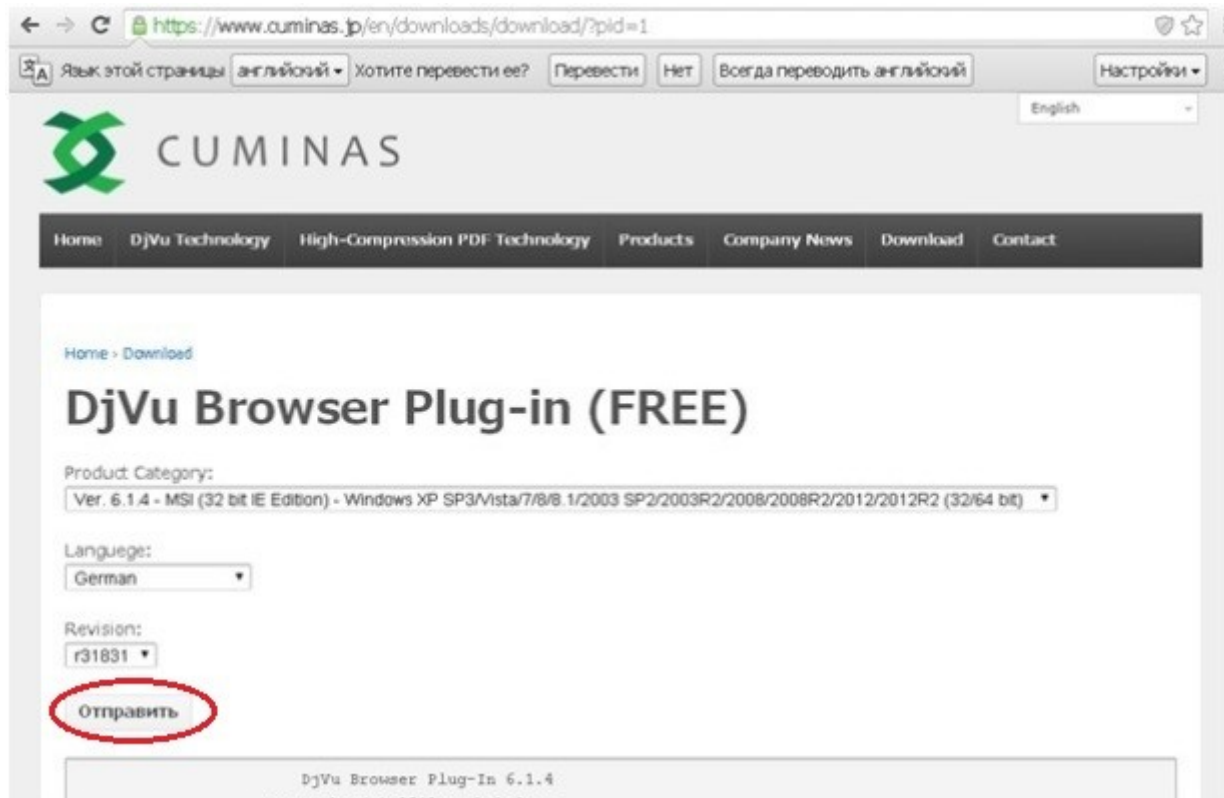 https://www.cuminas.jp/en/downloads/download/?pid=1
Язык этой страницы английский Хотите перевести ее? Перевести Нет Всегда переводить английский Настройки
English
CUMINAS
Home DjVu Technology High-Compression PDF Technology Products Company News Download Contact
Home › Download
DjVu Browser Plug-in (FREE)
Product Category:
Ver. 6.1.4 - MSI (32 bit IE Edition) - Windows XP SP3/Vista/7/8/8.1/2003 SP2/2003R2/2008/2008R2/2012/2012R2 (32/64 bit)
Languege:
German
Revision:
r31831
Отправить
DjVu Browser Plug-In 6.1.4